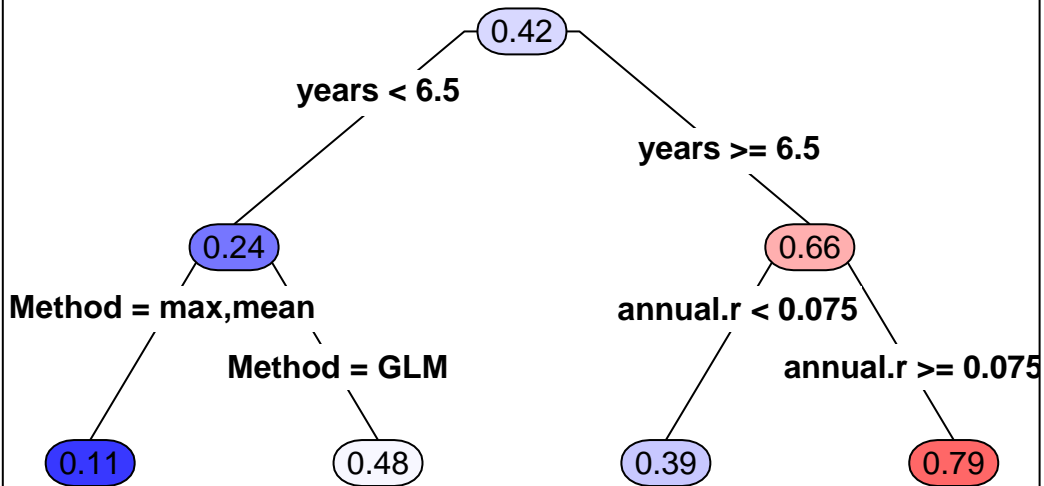 0.42
years < 6.5
years >= 6.5
0.24
0.66
Method = max,mean
annual.r < 0.075
Method = GLM
annual.r >= 0.075
0.11
0.48
0.39
0.79